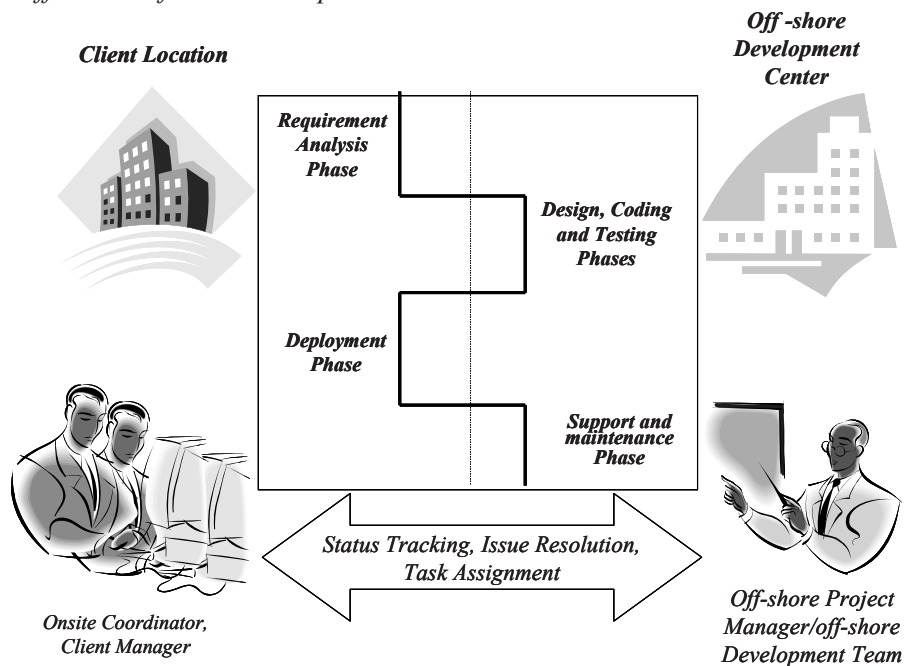 Client Location
Off -shore
Development
Center
Requirement
Analysis
Phase
Design, Coding
and Testing
Phases
Deployment
Phase
Support and
maintenance
Phase
Status Tracking, Issue Resolution,
Task Assignment
Onsite Coordinator,
Client Manager
Off-shore Project
Manager/off-shore
Development Team